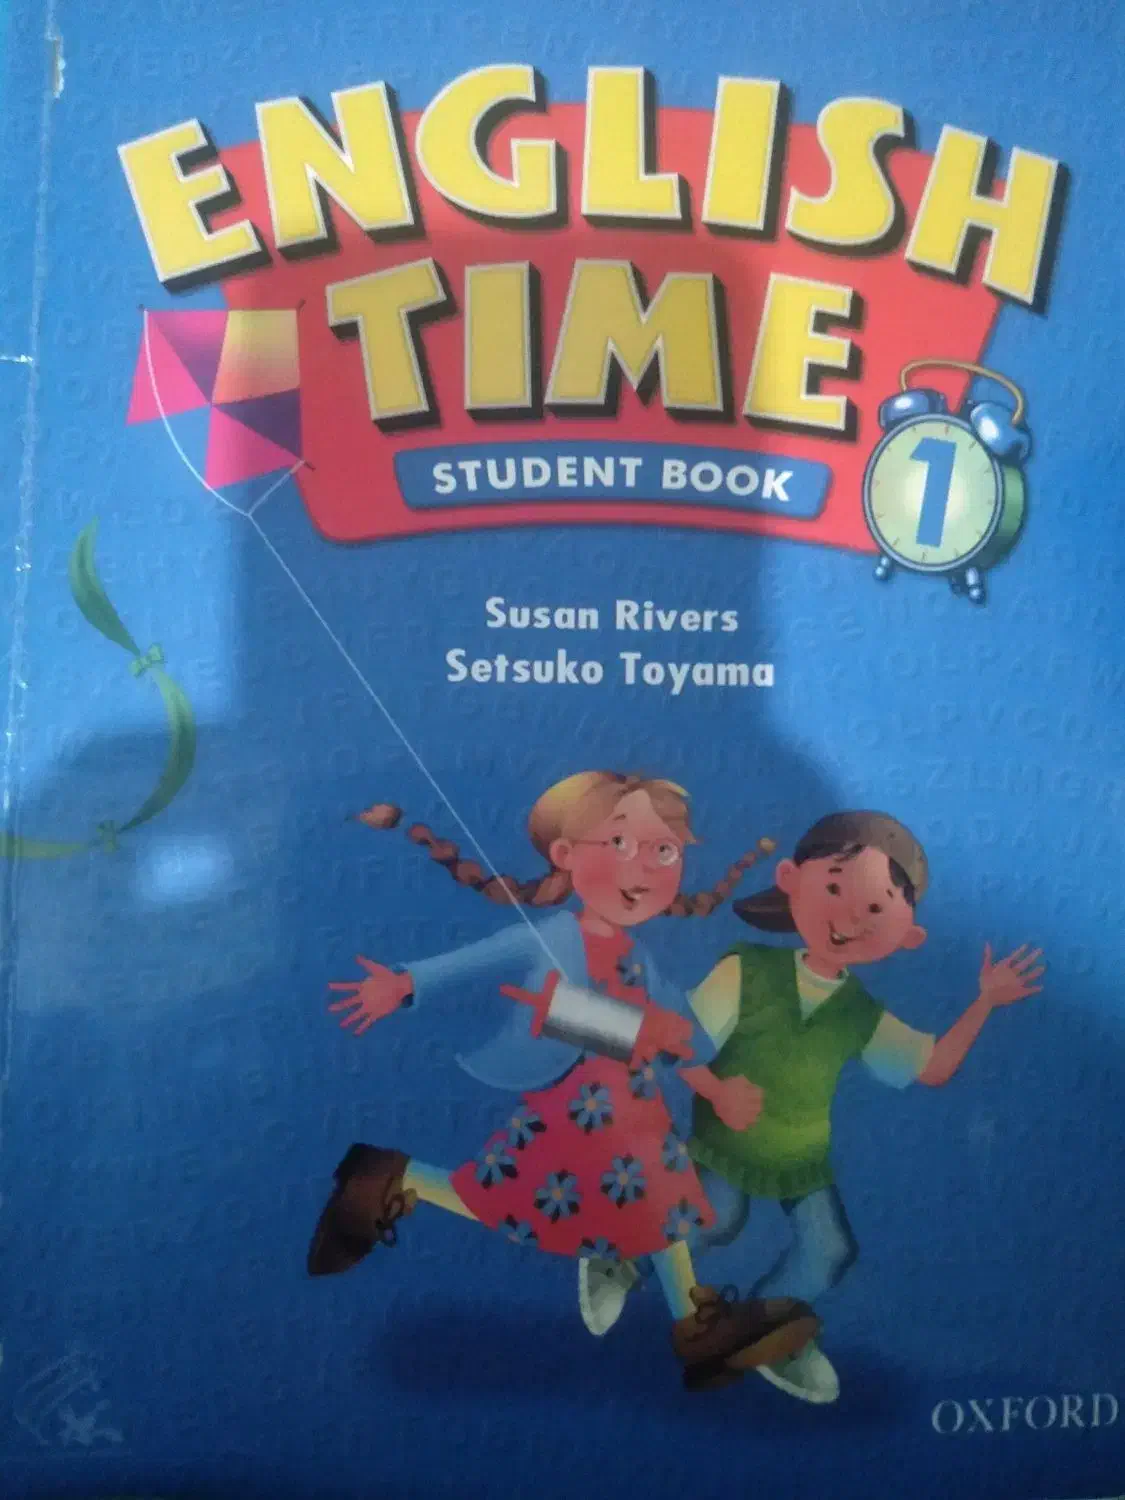 ENGLISH
TIME
STUDENT BOOK
1
Susan Rivers
Setsuko Toyama
OXFORD